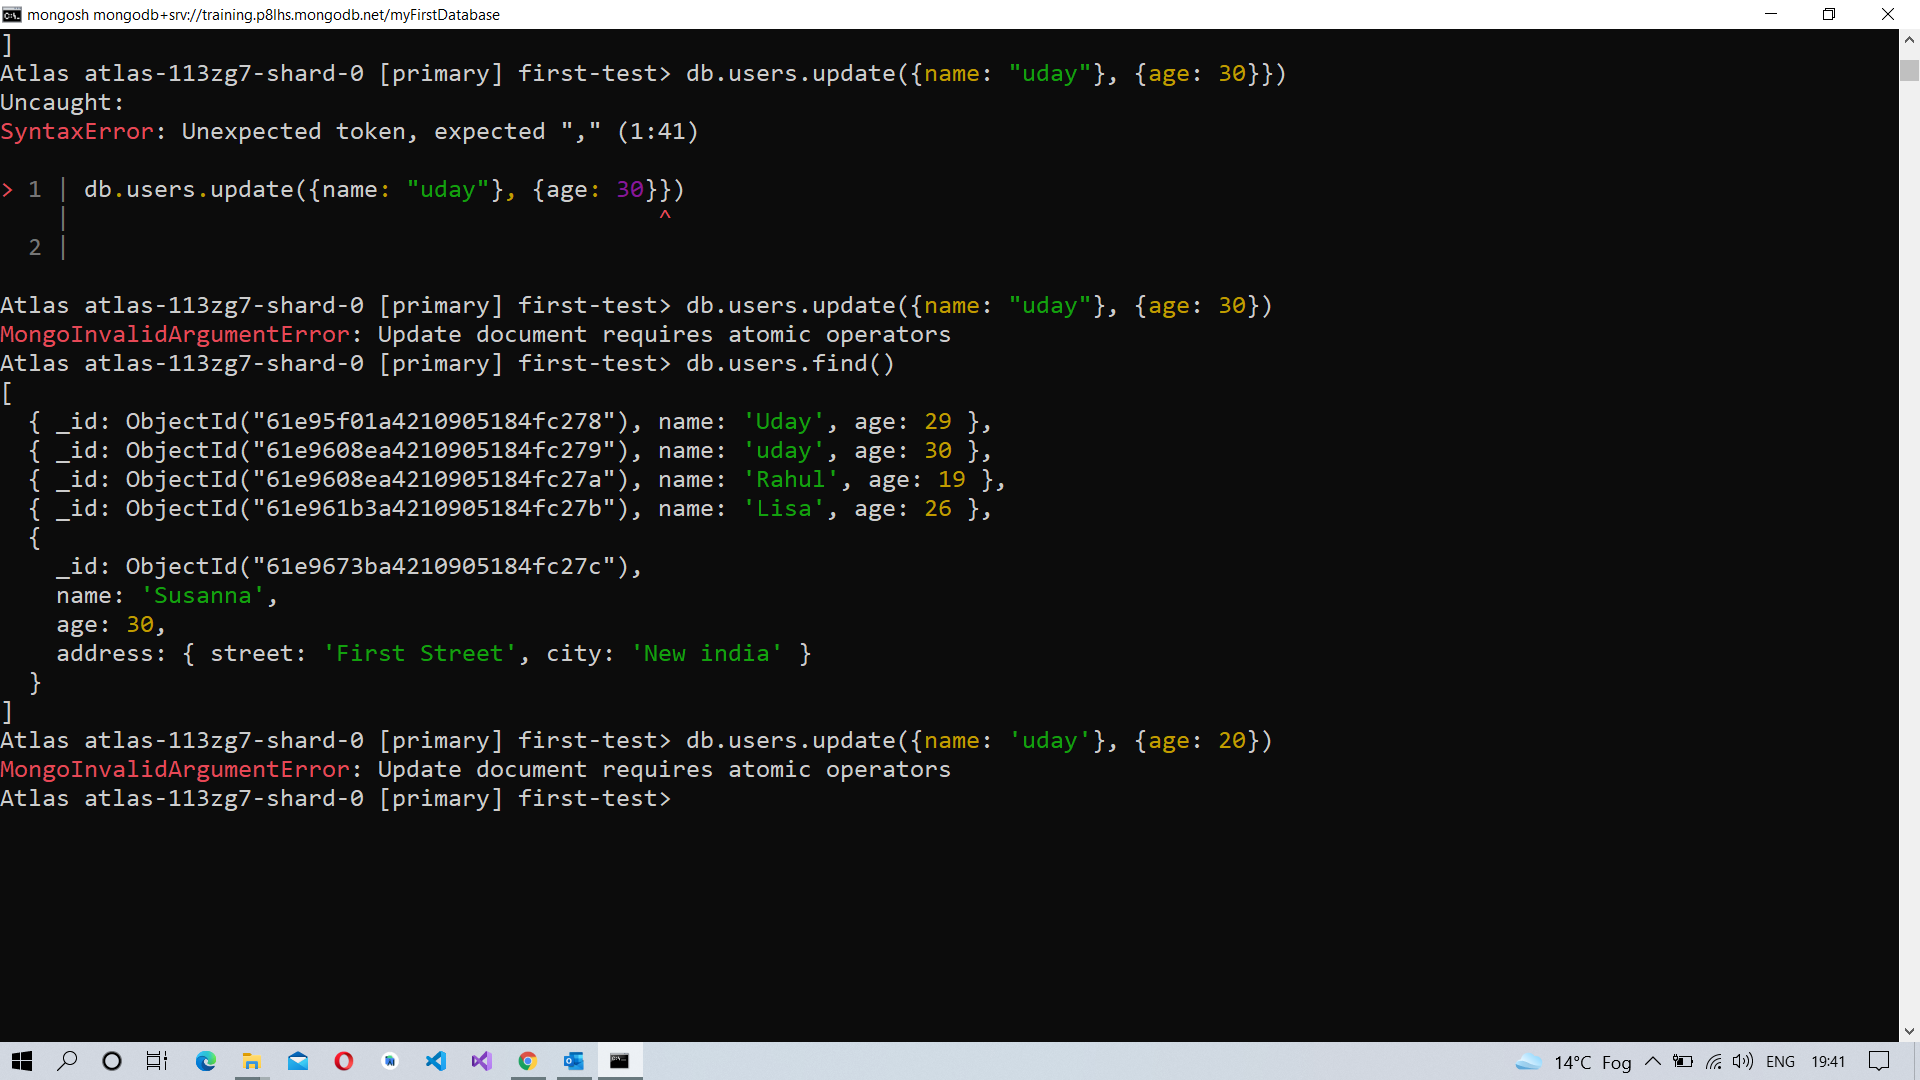 mongosh mongodb+srv://training.p8lhs.mongodb.net/myFirstDatabase
]
Atlas atlas-113zg7-shard-0 [primary] first-test> db.users.update({name: "uday"}, {age: 30}})
Uncaught:
SyntaxError: Unexpected token, expected "," (1:41)
> 1 | db.users.update({name: "uday"}, {age: 30}})
    |                                           ^
  2 |
Atlas atlas-113zg7-shard-0 [primary] first-test> db.users.update({name: "uday"}, {age: 30})
MongoInvalidArgumentError: Update document requires atomic operators
Atlas atlas-113zg7-shard-0 [primary] first-test> db.users.find()
[
  { _id: ObjectId("61e95f01a4210905184fc278"), name: 'Uday', age: 29 },
  { _id: ObjectId("61e9608ea4210905184fc279"), name: 'uday', age: 30 },
  { _id: ObjectId("61e9608ea4210905184fc27a"), name: 'Rahul', age: 19 },
  { _id: ObjectId("61e961b3a4210905184fc27b"), name: 'Lisa', age: 26 },
  {
    _id: ObjectId("61e9673ba4210905184fc27c"),
    name: 'Susanna',
    age: 30,
    address: { street: 'First Street', city: 'New india' }
  }
]
Atlas atlas-113zg7-shard-0 [primary] first-test> db.users.update({name: 'uday'}, {age: 20})
MongoInvalidArgumentError: Update document requires atomic operators
Atlas atlas-113zg7-shard-0 [primary] first-test>
14°C Fog ENG 19:41